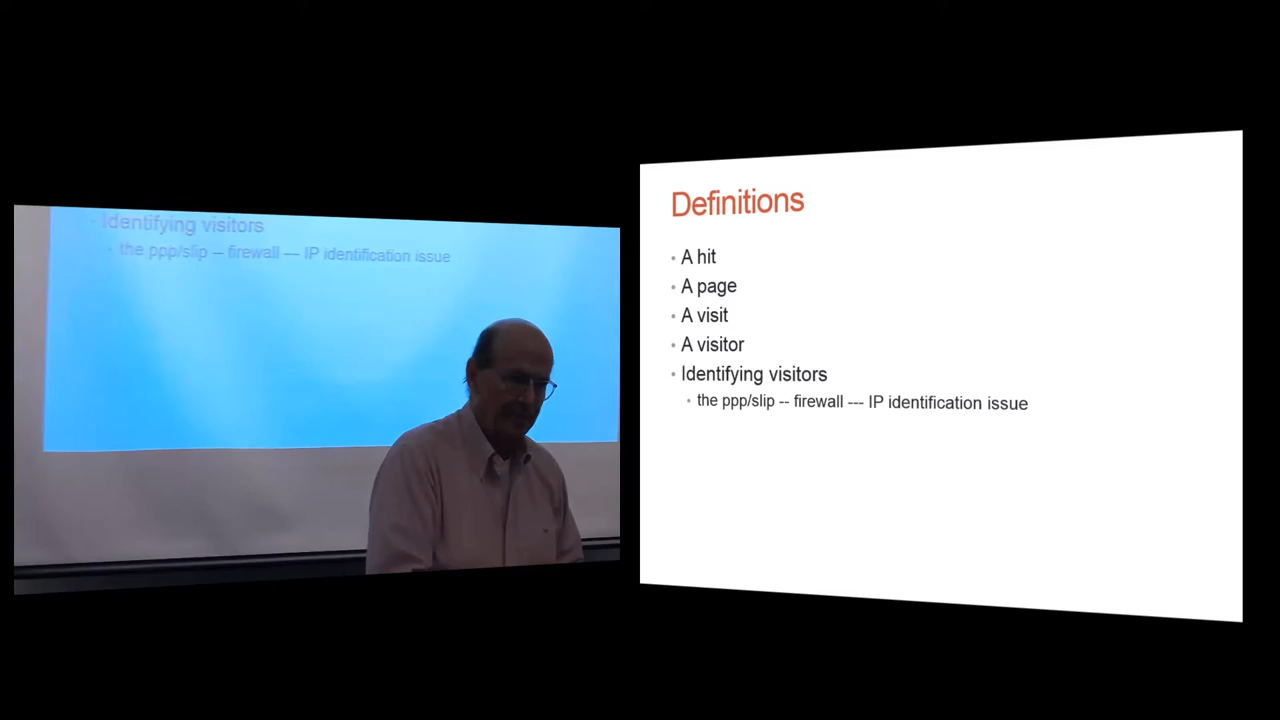 Identifying visitors
the ppp/slip -- firewall --- IP identification issue
Definitions
A hit
A page
A visit
A visitor
Identifying visitors
the ppp/slip -- firewall --- IP identification issue